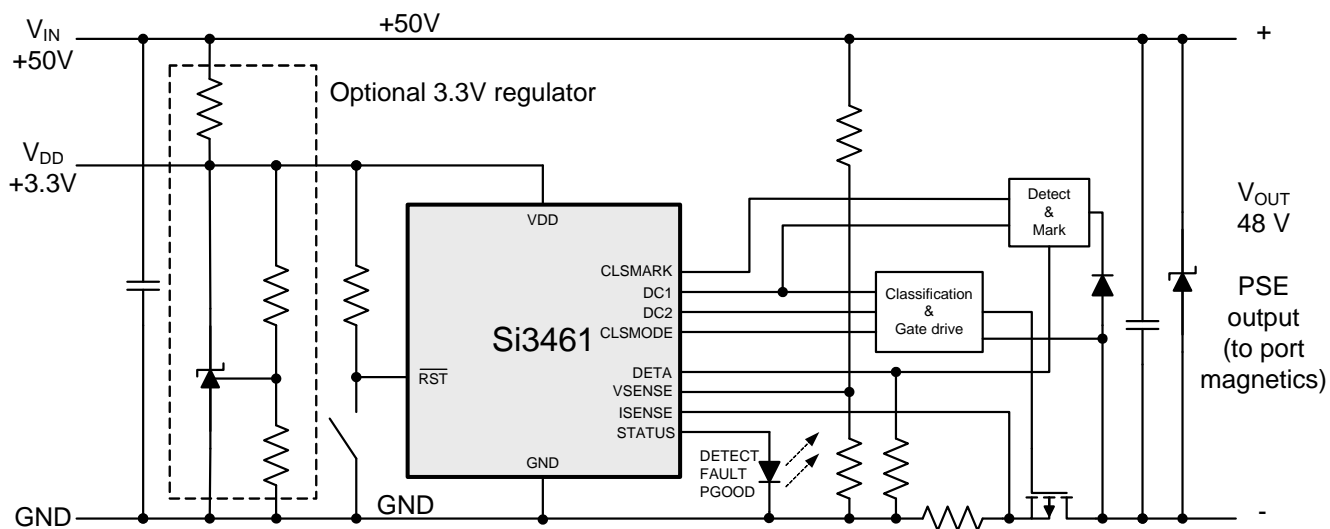 V_IN
+50V
+50V
+
Optional 3.3V regulator
V_DD
+3.3V
VDD
Detect
&
Mark
V_OUT
48 V
CLSMARK
DC1
DC2
CLSMODE
Classification
&
Gate drive
PSE
output
(to port
magnetics)
Si3461
RST
DETA
VSENSE
ISENSE
STATUS
GND
DETECT
FAULT
PGOOD
GND
GND
-